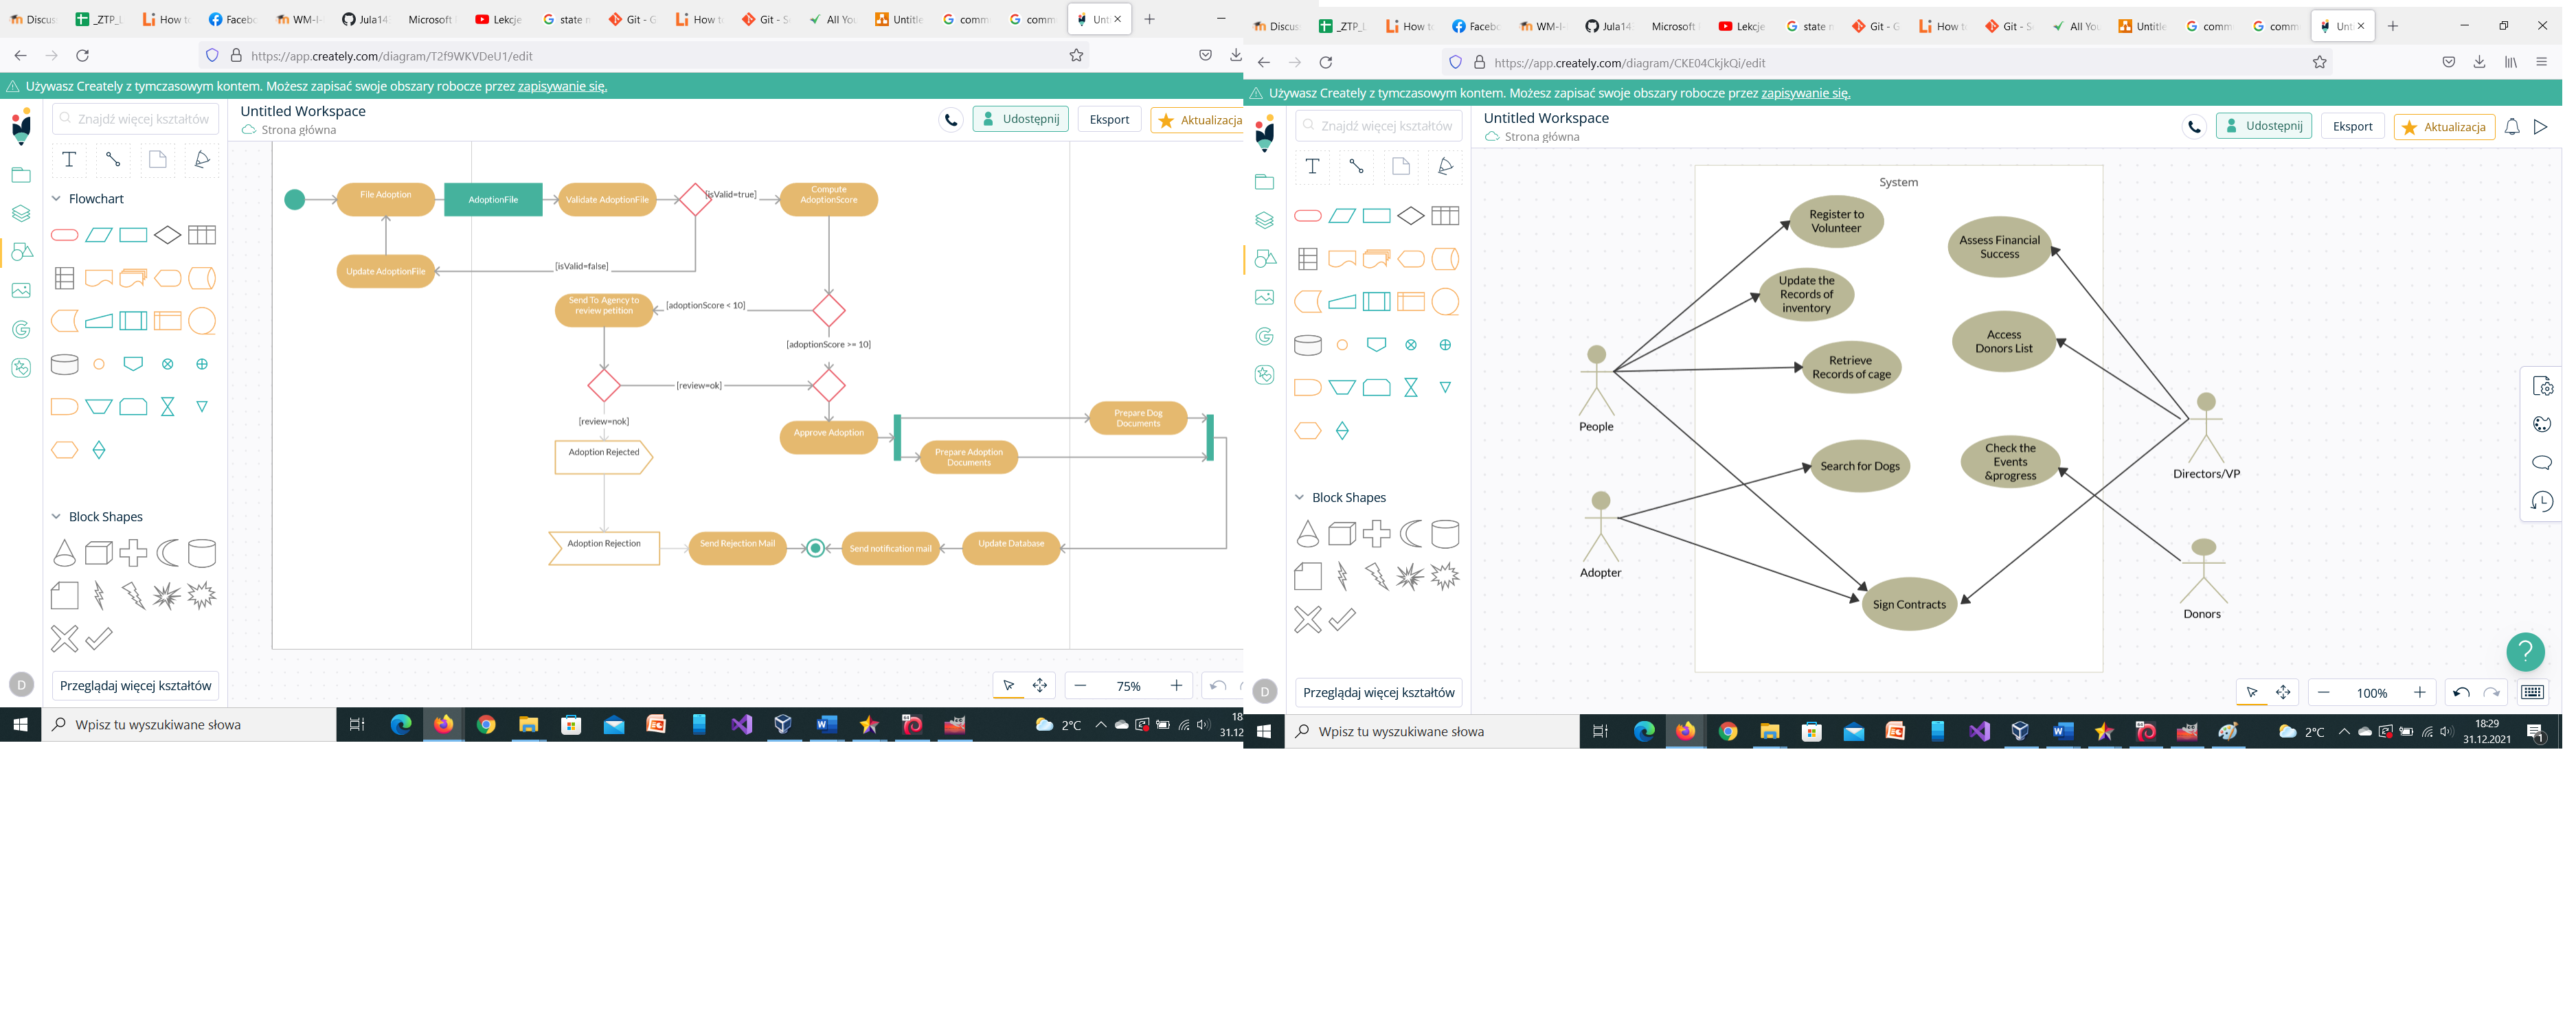 Discus
_ZTP_L
How to
Facebo
WM-I-
Jula14
Microsoft
Lekcje
state n
Git - G
How to
Git - S
All You
Untitle
comm
comm
Unt
https://app.creately.com/diagram/T2f9WKVDeU1/edit
Używasz Creately z tymczasowym kontem. Możesz zapisać swoje obszary robocze przez zapisywanie się.
Znajdź więcej kształtów
Untitled Workspace
Strona główna
Udostępnij
Eksport
Aktualizacja
Flowchart
Block Shapes
Przeglądaj więcej kształtów
D
File Adoption
AdoptionFile
Validate AdoptionFile
[isValid=true]
Compute
AdoptionScore
Update AdoptionFile
[isValid=false]
Send To Agency to
review petition
[adoptionScore < 10]
[adoptionScore >= 10]
[review=ok]
[review=nok]
Adoption Rejected
Approve Adoption
Prepare Dog
Documents
Prepare Adoption
Documents
Adoption Rejection
Send Rejection Mail
Send notification mail
Update Database
75%
Wpisz tu wyszukiwane słowa
2°C
18
31.12
Discus
_ZTP_L
How to
Facebo
WM-I-
Jula14
Microsoft
Lekcje
state n
Git - G
How to
Git - S
All You
Untitle
comm
comm
Unt
https://app.creately.com/diagram/CKE04CkjkQi/edit
Używasz Creately z tymczasowym kontem. Możesz zapisać swoje obszary robocze przez zapisywanie się.
Znajdź więcej kształtów
Untitled Workspace
Strona główna
Udostępnij
Eksport
Aktualizacja
Block Shapes
Przeglądaj więcej kształtów
D
System
Register to
Volunteer
Assess Financial
Success
Update the
Records of
inventory
Access
Donors List
Retrieve
Records of cage
People
Search for Dogs
Check the
Events
&progress
Directors/VP
Adopter
Sign Contracts
Donors
?
100%
Wpisz tu wyszukiwane słowa
2°C
18:29
31.12.2021
1